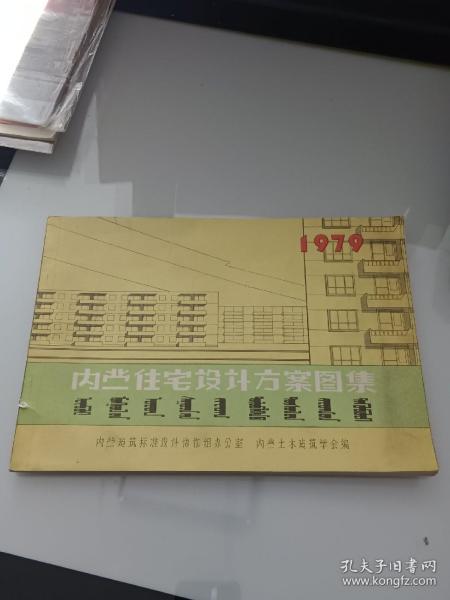 1979
内蒙住宅设计方案图集
内蒙建筑标准设计协作组办公室 内蒙土木建筑学会编
孔夫子旧书网
www.kongfz.com